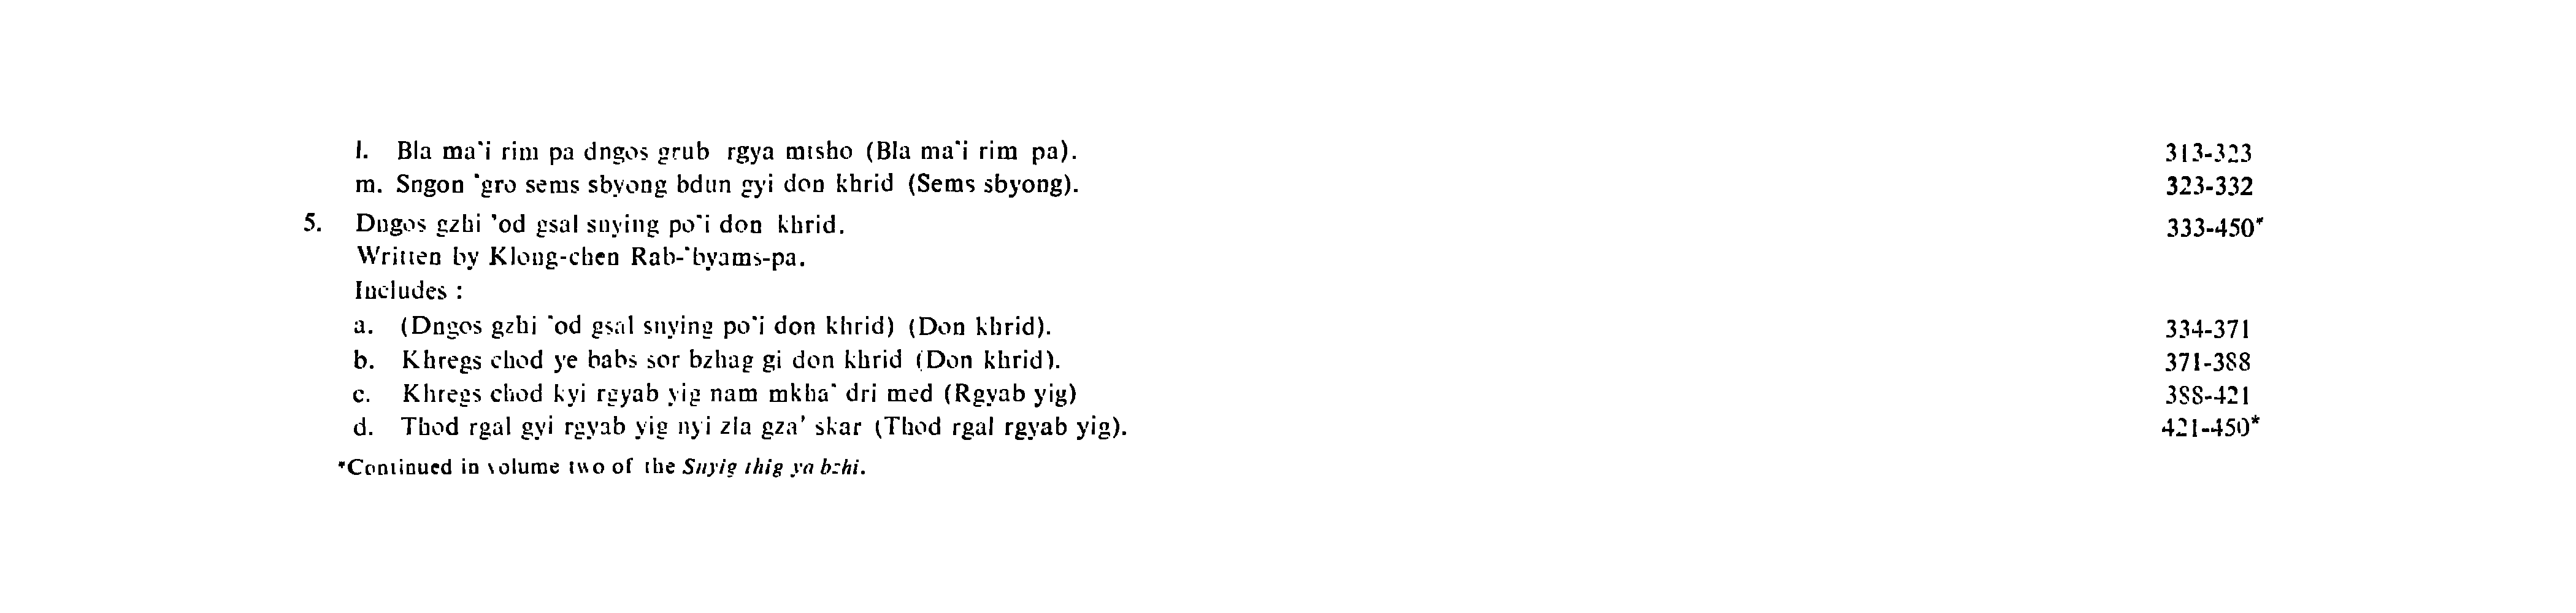 l. Bla ma'i rim pa dngos grub rgya mtsho (Bla ma'i rim pa). 313-323
m. Sngon 'gro sems sbyong bdun gyi don khrid (Sems sbyong). 323-332
5. Dngos gzhi 'od gsal snying po'i don khrid. 333-450*
Written by Klong-chen Rab-'byams-pa.
Includes :
a. (Dngos gzhi 'od gsal snying po'i don khrid) (Don khrid). 334-371
b. Khregs chod ye babs sor bzhag gi don khrid (Don khrid). 371-388
c. Khregs chod kyi rgyab yig nam mkha' dri med (Rgyab yig) 388-421
d. Thod rgal gyi rgyab yig nyi zla gza' skar (Thod rgal rgyab yig). 421-450*
*Continued in volume two of the Snyig thig ya bzhi.